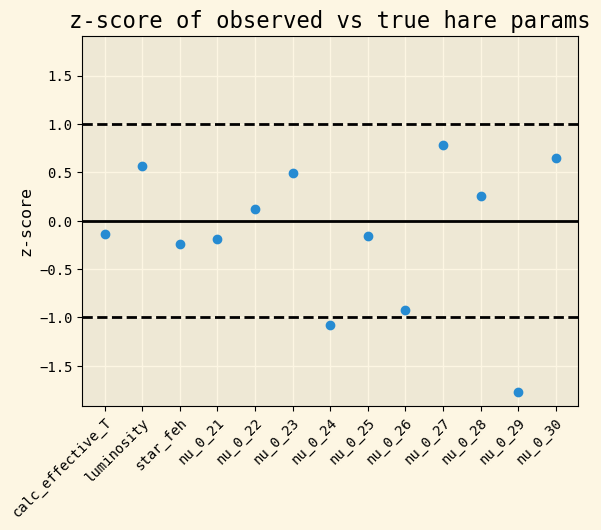 z-score of observed vs true hare params
1.5
1.0
0.5
0.0
−0.5
−1.0
−1.5
z-score
calc_effective_T
luminosity
star_feh
nu_0_21
nu_0_22
nu_0_23
nu_0_24
nu_0_25
nu_0_26
nu_0_27
nu_0_28
nu_0_29
nu_0_30